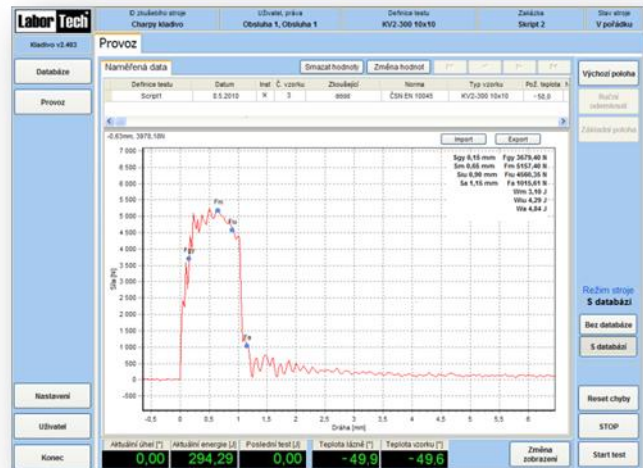 Labor Tech
ID zkušebního stroje
Charpy kladivo
Uživatel, práva
Obsluha 1, Obsluha 1
Definice testu
KV2-300 10x10
Zakázka
Skript 2
Stav stroje
V pořádku
Kladivo v2.403
Provoz
Databáze
Provoz
Nastavení
Uživatel
Konec
Naměřená data
Smazat hodnoty
Změna hodnot
Definice testu Datum Inst Č. vzorku Zkoušející Norma Typ vzorku Pož. teplota
Script1 8.5.2010 3 ČSN EN 10045 KV2-300 10x10 -50,0
-0,63mm, 3978,18N
Import
Export
Sgy 0,15 mm Fgy 3679,40 N
Sm 0,65 mm Fm 5157,40 N
Siu 0,90 mm Fiu 4560,35 N
Sa 1,15 mm Fa 1015,61 N
Wm 3,10 J
Wiu 4,29 J
Wa 4,84 J
7 000
6 500
6 000
5 500
5 000
4 500
4 000
3 500
3 000
2 500
2 000
1 500
1 000
500
0
-500
Síla [N]
Fgy
Fm
Fiu
Fa
-0,5 0 0,5 1 1,5 2 2,5 3 3,5 4 4,5 5 5,5 6
Dráha [mm]
Aktuální úhel [°]
0,00
Aktuální energie [J]
294,29
Poslední test [J]
0,00
Teplota lázně [°]
-49,9
Teplota vzorku [°]
-49,6
Změna
zobrazení
Výchozí poloha
Ruční
odemknutí
Základní poloha
Režim stroje
S databází
Bez databáze
S databází
Reset chyby
STOP
Start test